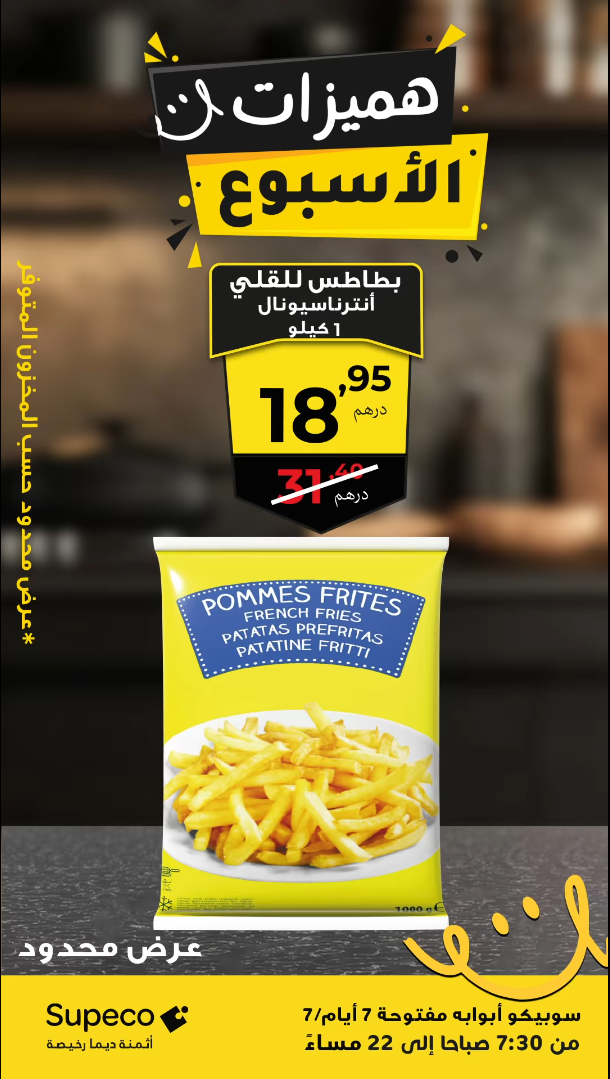 هميزات
الأسبوع
بطاطس للقلي
أنترناسيونال
1 كيلو
18,95
درهم
31,40
درهم
*عرض محدود حسب المخزون المتوفر
POMMES FRITES
FRENCH FRIES
PATATAS PREFRITAS
PATATINE FRITTI
1000 g e
عرض محدود
سوبيكو أبوابه مفتوحة 7 أيام/7
من 7:30 صباحا إلى 22 مساءً
Supeco
أثمنة ديما رخيصة